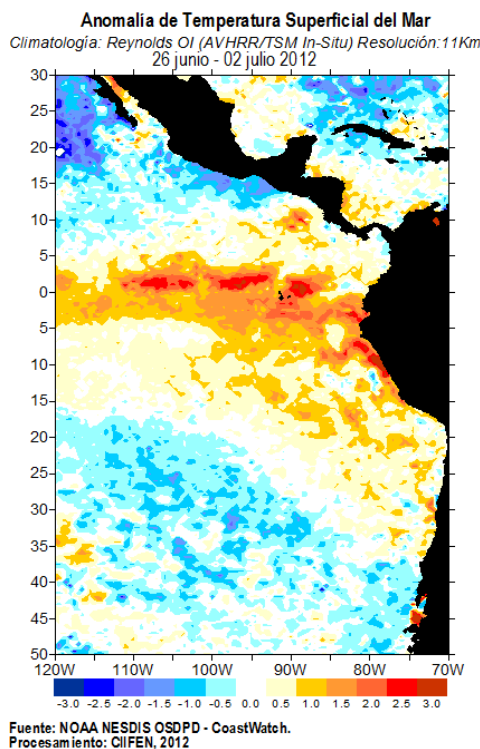 Anomalía de Temperatura Superficial del Mar
Climatología: Reynolds OI (AVHRR/TSM In-Situ) Resolución:11Km
26 junio - 02 julio 2012
30
25
20
15
10
5
0
5
10
15
20
25
30
35
40
45
50
120W 110W 100W 90W 80W 70W
-3.0 -2.5 -2.0 -1.5 -1.0 -0.5 0.0 0.5 1.0 1.5 2.0 2.5 3.0
Fuente: NOAA NESDIS OSDPD - CoastWatch.
Procesamiento: CIIFEN, 2012